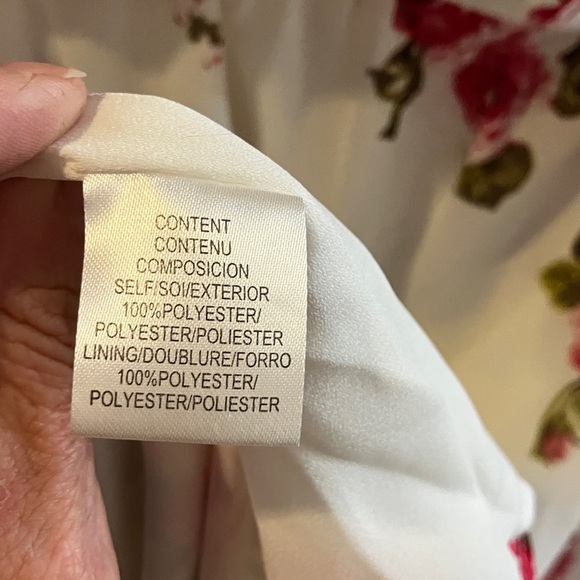 CONTENT
CONTENU
COMPOSICION
SELF/SOI/EXTERIOR
100%POLYESTER/
POLYESTER/POLIESTER
LINING/DOUBLURE/FORRO
100%POLYESTER/
POLYESTER/POLIESTER